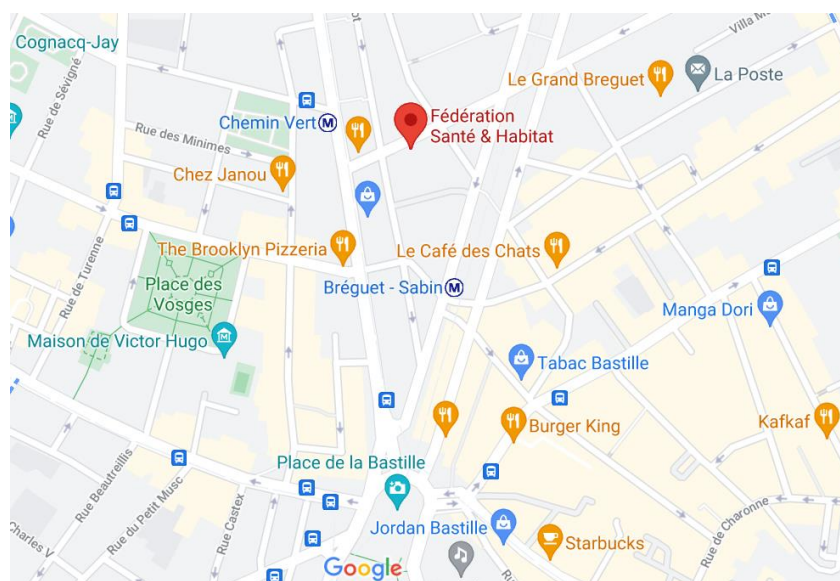 Villa M
Cognacq-Jay
Rue de Sévigné
Le Grand Breguet
La Poste
Fédération
Santé & Habitat
Chemin Vert
M
Rue des Minimes
Chez Janou
The Brooklyn Pizzeria
Le Café des Chats
Rue de Turenne
Place des
Vosges
Bréguet - Sabin
M
Manga Dori
Maison de Victor Hugo
M
Tabac Bastille
Burger King
Kafkaf
Place de la Bastille
Rue Beautreillis
Rue du Petit Musc
Rue Castex
Jordan Bastille
Starbucks
Rue de Charonne
Charles V
Google